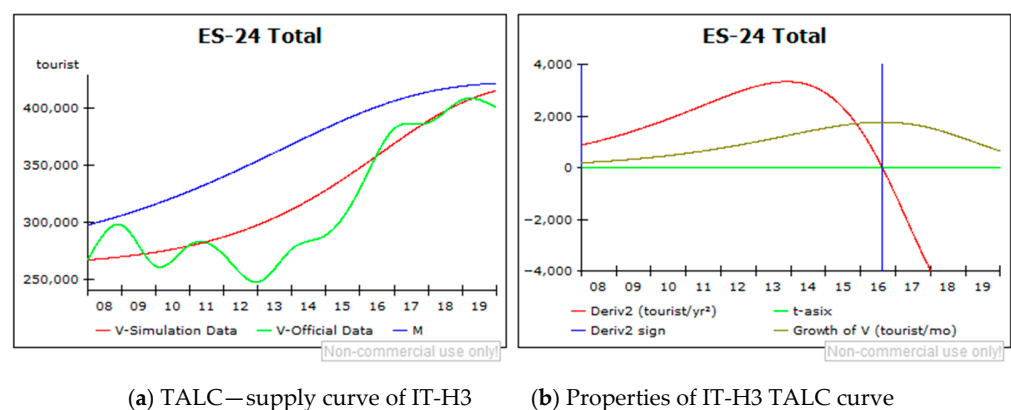 ES-24 Total
tourist
400,000
350,000
300,000
250,000
08 09 10 11 12 13 14 15 16 17 18 19
V-Simulation Data V-Official Data M
Non-commercial use only!
ES-24 Total
4,000
2,000
0
−2,000
−4,000
08 09 10 11 12 13 14 15 16 18 19
Deriv2 (tourist/yr²) t-asix
Deriv2 sign Growth of V (tourist/mo)
Non-commercial use only!
(a) TALC—supply curve of IT-H3 (b) Properties of IT-H3 TALC curve